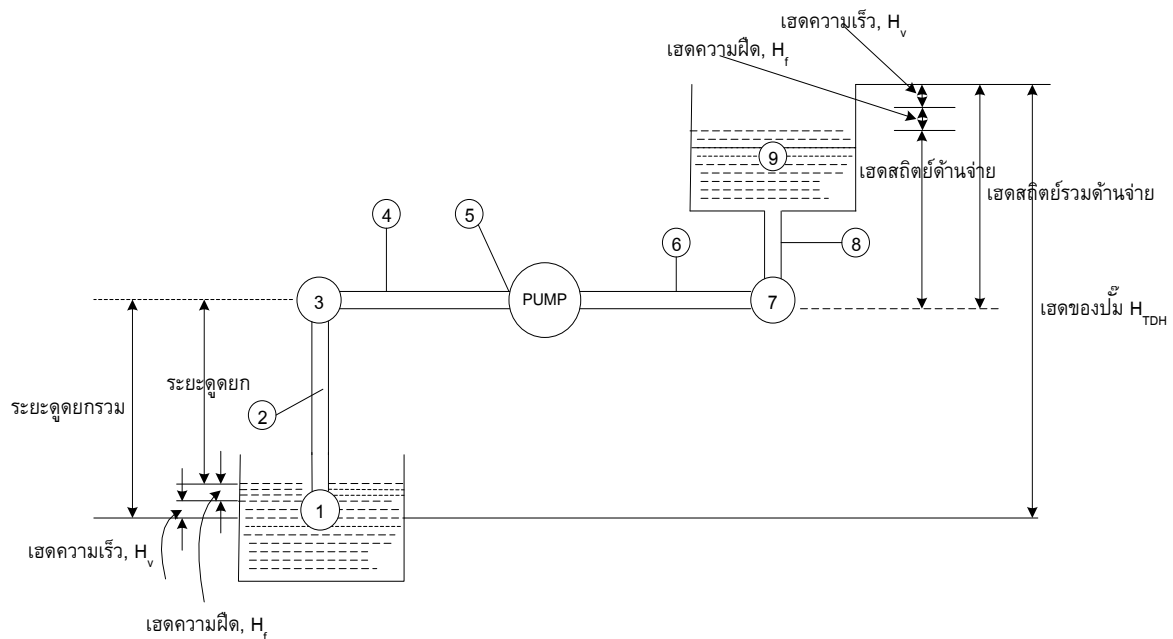 เฮดความเร็ว, Hv
เฮดความฝืด, Hf
9
เฮดสถิตย์ด้านจ่าย
เฮดสถิตย์รวมด้านจ่าย
4
5
6
8
3
PUMP
7
เฮดของปั๊ม HTDH
ระยะดูดยก
ระยะดูดยกรวม
2
1
เฮดความเร็ว, Hv
เฮดความฝืด, Hf